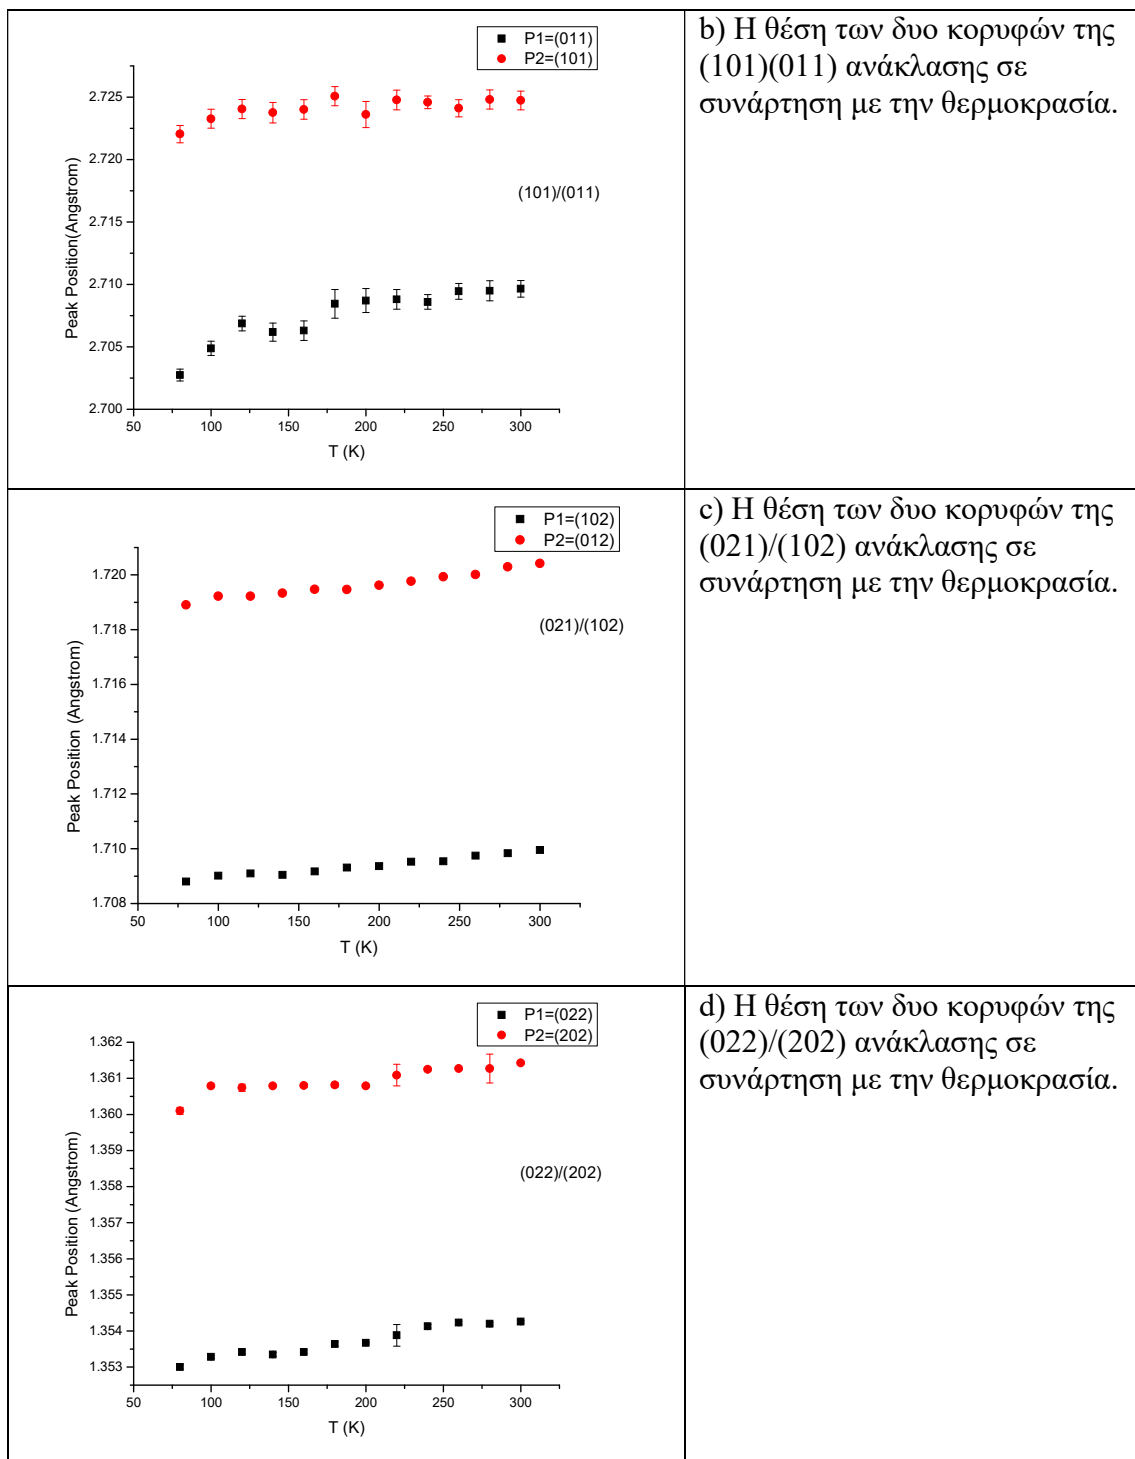 P1=(011)
P2=(101)
2.725
2.720
2.715
2.710
2.705
2.700
Peak Position(Angstrom)
(101)/(011)
50 100 150 200 250 300
T (K)
b) Η θέση των δυο κορυφών της
(101)(011) ανάκλασης σε
συνάρτηση με την θερμοκρασία.
P1=(102)
P2=(012)
1.720
1.718
1.716
1.714
1.712
1.710
1.708
Peak Position (Angstrom)
(021)/(102)
50 100 150 200 250 300
T (K)
c) Η θέση των δυο κορυφών της
(021)/(102) ανάκλασης σε
συνάρτηση με την θερμοκρασία.
P1=(022)
P2=(202)
1.362
1.361
1.360
1.359
1.358
1.357
1.356
1.355
1.354
1.353
Peak Position (Angstrom)
(022)/(202)
50 100 150 200 250 300
T (K)
d) Η θέση των δυο κορυφών της
(022)/(202) ανάκλασης σε
συνάρτηση με την θερμοκρασία.